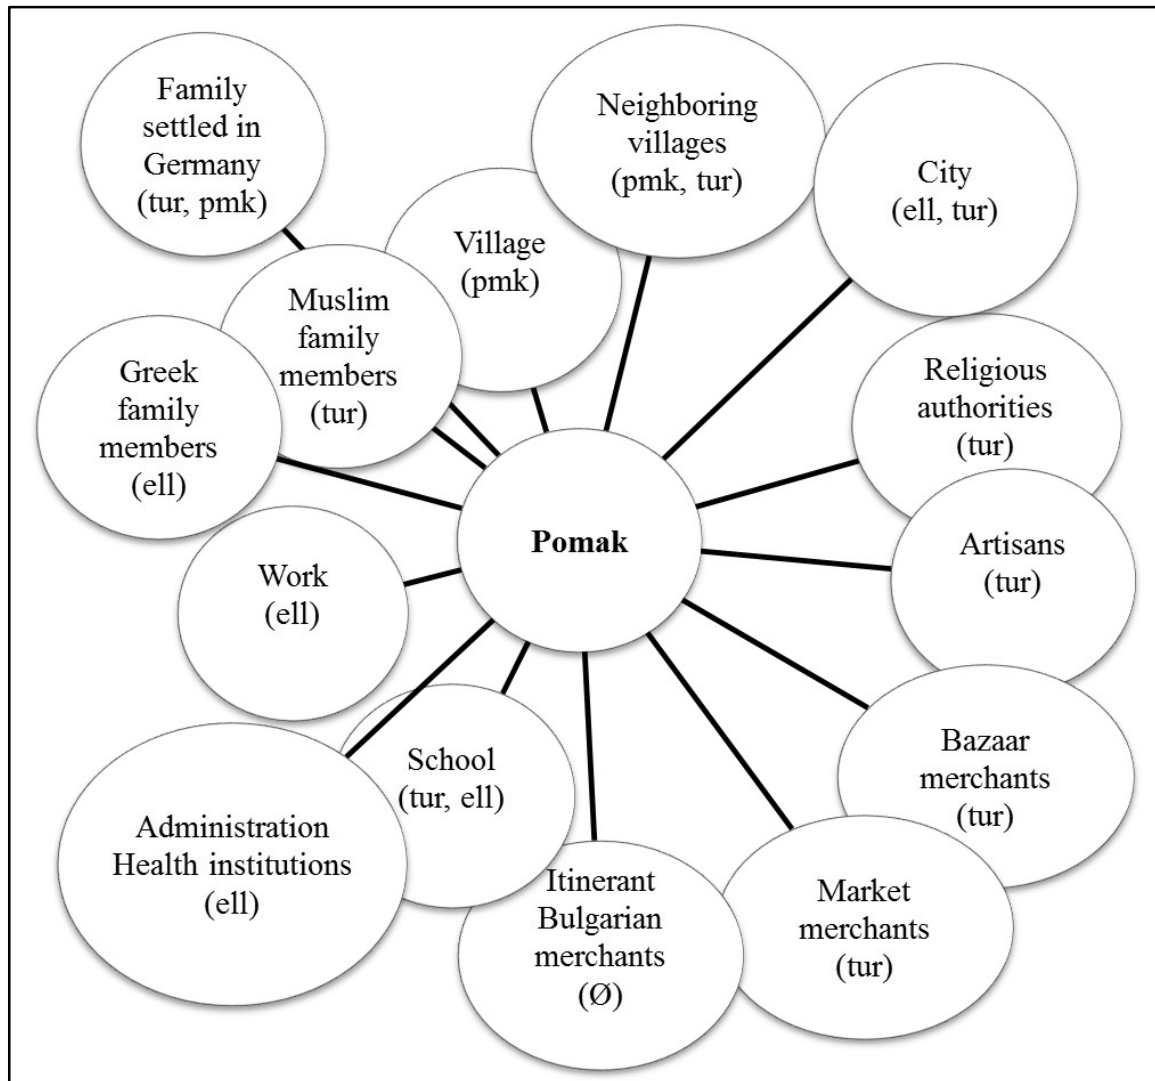 Family
settled in
Germany
(tur, pmk)
Neighboring
villages
(pmk, tur)
City
(ell, tur)
Village
(pmk)
Muslim
family
members
(tur)
Greek
family
members
(ell)
Religious
authorities
(tur)
Pomak
Artisans
(tur)
Work
(ell)
School
(tur, ell)
Bazaar
merchants
(tur)
Administration
Health institutions
(ell)
Itinerant
Bulgarian
merchants
(Ø)
Market
merchants
(tur)